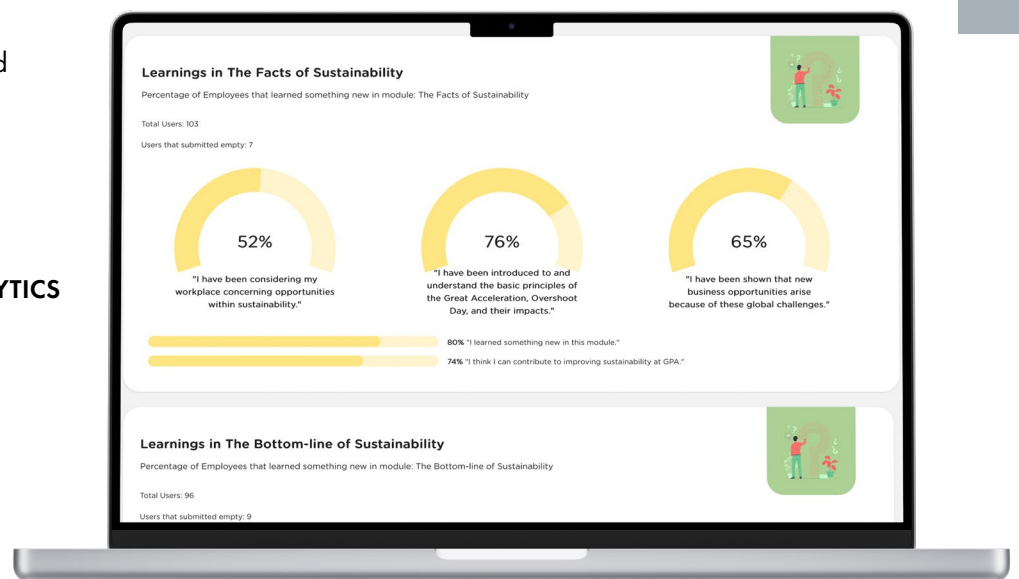 d
YTICS
Learnings in The Facts of Sustainability
Percentage of Employees that learned something new in module: The Facts of Sustainability
Total Users: 103
Users that submitted empty: 7
52%
"I have been considering my
workplace concerning opportunities
within sustainability."
76%
"I have been introduced to and
understand the basic principles of
the Great Acceleration, Overshoot
Day, and their impacts."
65%
"I have been shown that new
business opportunities arise
because of these global challenges."
80% "I learned something new in this module."
74% "I think I can contribute to improving sustainability at GPA."
Learnings in The Bottom-line of Sustainability
Percentage of Employees that learned something new in module: The Bottom-line of Sustainability
Total Users: 96
Users that submitted empty: 9